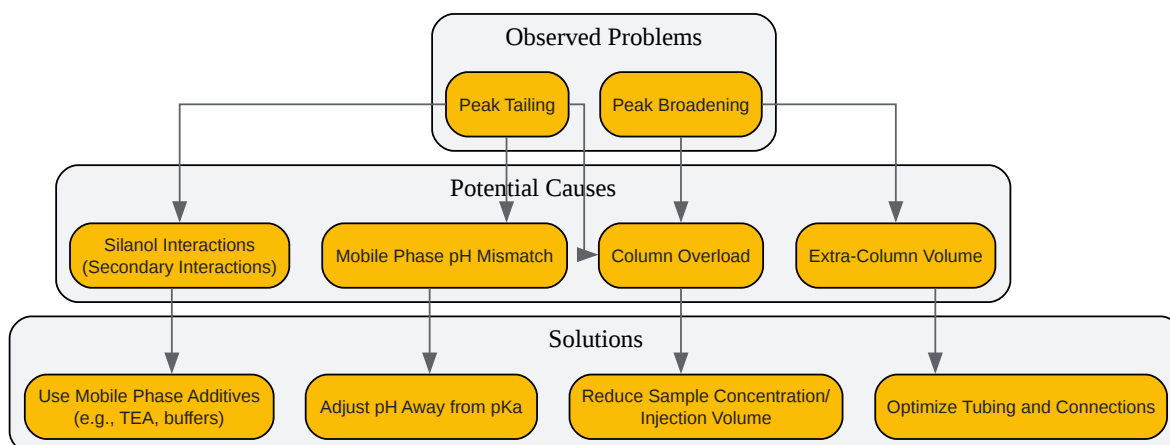 Observed Problems
Peak Tailing
Peak Broadening
Potential Causes
Silanol Interactions
(Secondary Interactions)
Mobile Phase pH Mismatch
Column Overload
Extra-Column Volume
Solutions
Use Mobile Phase Additives
(e.g., TEA, buffers)
Adjust pH Away from pKa
Reduce Sample Concentration/
Injection Volume
Optimize Tubing and Connections